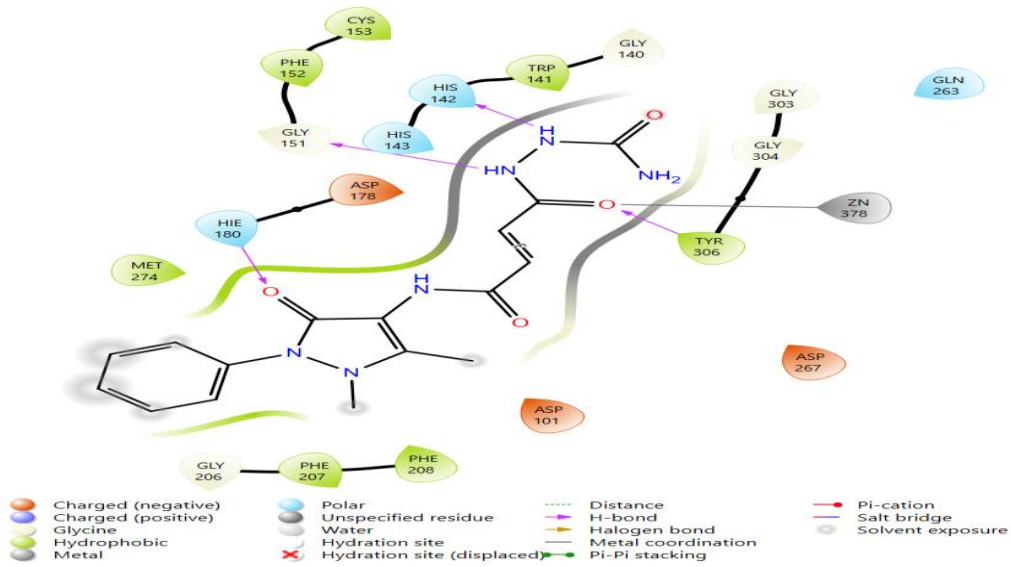 CYS
153
PHE
152
GLY
140
TRP
141
HIS
142
GLN
263
GLY
303
HIS
143
GLY
151
GLY
304
ASP
178
ZN
378
HIE
180
TYR
306
MET
274
ASP
267
ASP
101
PHE
208
GLY
206
PHE
207
H
N
O
HN
NH2
O
H
N
O
O
N
N
Charged (negative)
Charged (positive)
Glycine
Hydrophobic
Metal
Polar
Unspecified residue
Water
Hydration site
Hydration site (displaced)
Distance
H-bond
Halogen bond
Metal coordination
Pi-Pi stacking
Pi-cation
Salt bridge
Solvent exposure